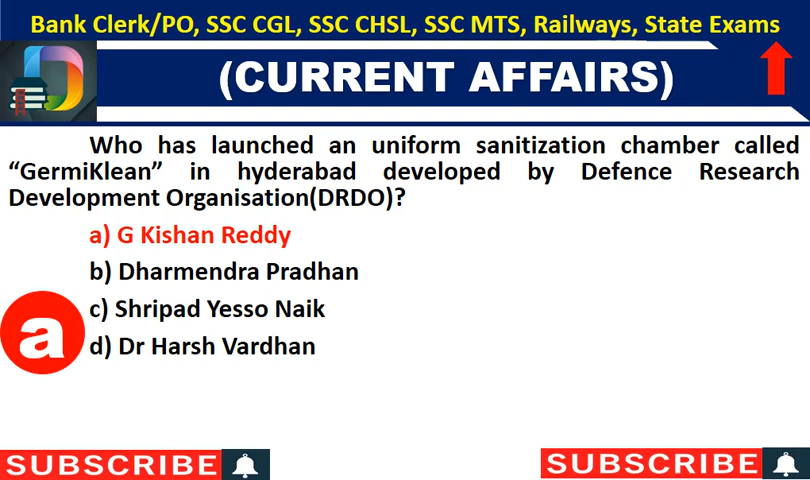 Bank Clerk/PO, SSC CGL, SSC CHSL, SSC MTS, Railways, State Exams
(CURRENT AFFAIRS)
Who has launched an uniform sanitization chamber called
“GermiKlean” in hyderabad developed by Defence Research
Development Organisation(DRDO)?
a) G Kishan Reddy
b) Dharmendra Pradhan
c) Shripad Yesso Naik
a
d) Dr Harsh Vardhan
SUBSCRIBE
SUBSCRIBE